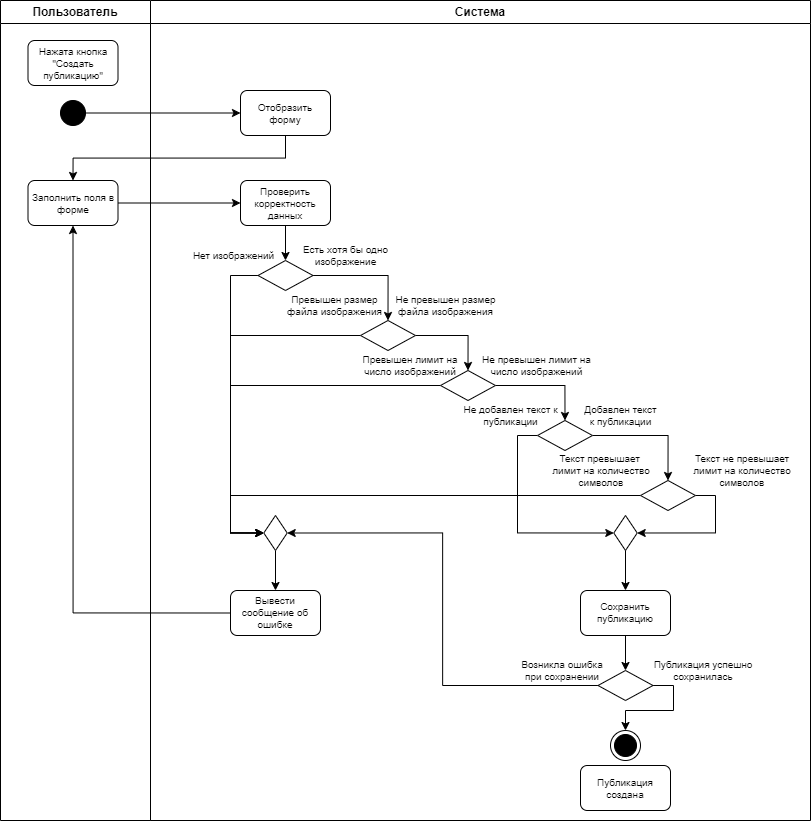 Пользователь
Система
Нажата кнопка
"Создать
публикацию"
Отобразить
форму
Заполнить поля в
форме
Проверить
корректность
данных
Нет изображений
Есть хотя бы одно
изображение
Превышен размер
файла изображения
Не превышен размер
файла изображения
Превышен лимит на
число изображений
Не превышен лимит на
число изображений
Не добавлен текст к
публикации
Добавлен текст
к публикации
Текст превышает
лимит на количество
символов
Текст не превышает
лимит на количество
символов
Вывести
сообщение об
ошибке
Сохранить
публикацию
Возникла ошибка
при сохранении
Публикация успешно
сохранилась
Публикация
создана